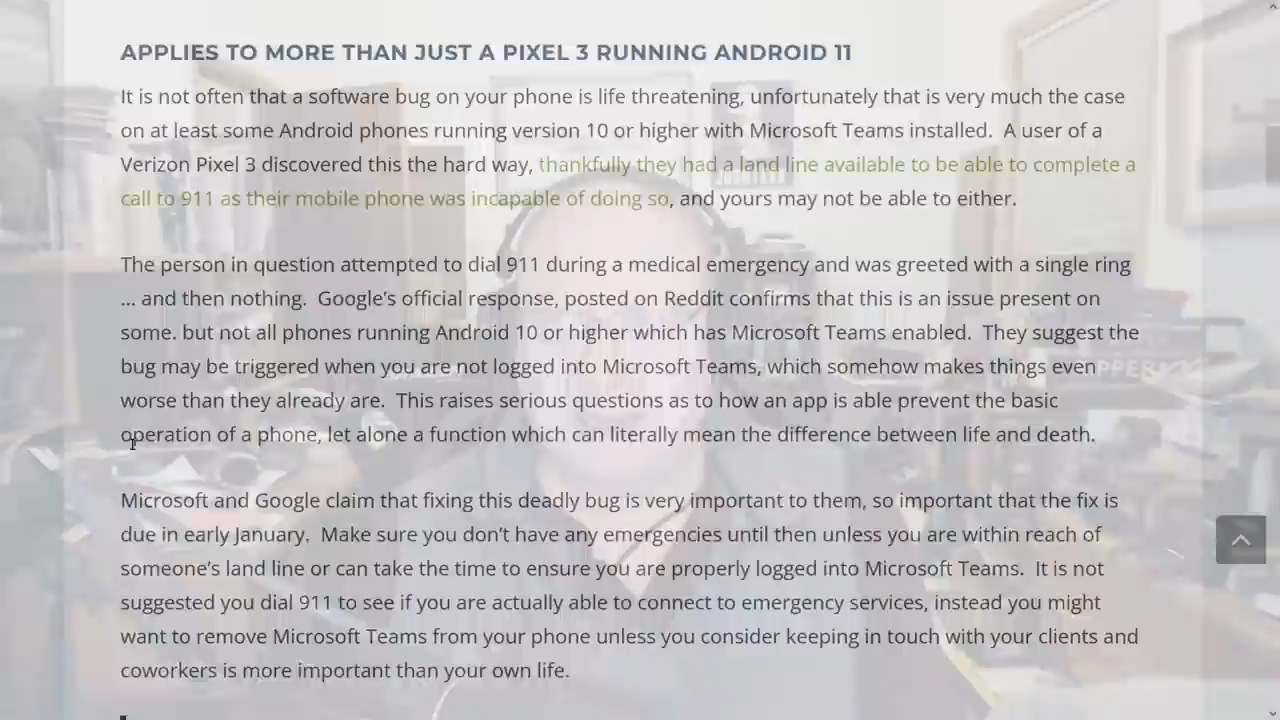 APPLIES TO MORE THAN JUST A PIXEL 3 RUNNING ANDROID 11
It is not often that a software bug on your phone is life threatening, unfortunately that is very much the case
on at least some Android phones running version 10 or higher with Microsoft Teams installed.  A user of a
Verizon Pixel 3 discovered this the hard way, thankfully they had a land line available to be able to complete a
call to 911 as their mobile phone was incapable of doing so, and yours may not be able to either.
The person in question attempted to dial 911 during a medical emergency and was greeted with a single ring
... and then nothing.  Google's official response, posted on Reddit confirms that this is an issue present on
some. but not all phones running Android 10 or higher which has Microsoft Teams enabled.  They suggest the
bug may be triggered when you are not logged into Microsoft Teams, which somehow makes things even
worse than they already are.  This raises serious questions as to how an app is able prevent the basic
operation of a phone, let alone a function which can literally mean the difference between life and death.
Microsoft and Google claim that fixing this deadly bug is very important to them, so important that the fix is
due in early January.  Make sure you don't have any emergencies until then unless you are within reach of
someone's land line or can take the time to ensure you are properly logged into Microsoft Teams.  It is not
suggested you dial 911 to see if you are actually able to connect to emergency services, instead you might
want to remove Microsoft Teams from your phone unless you consider keeping in touch with your clients and
coworkers is more important than your own life.